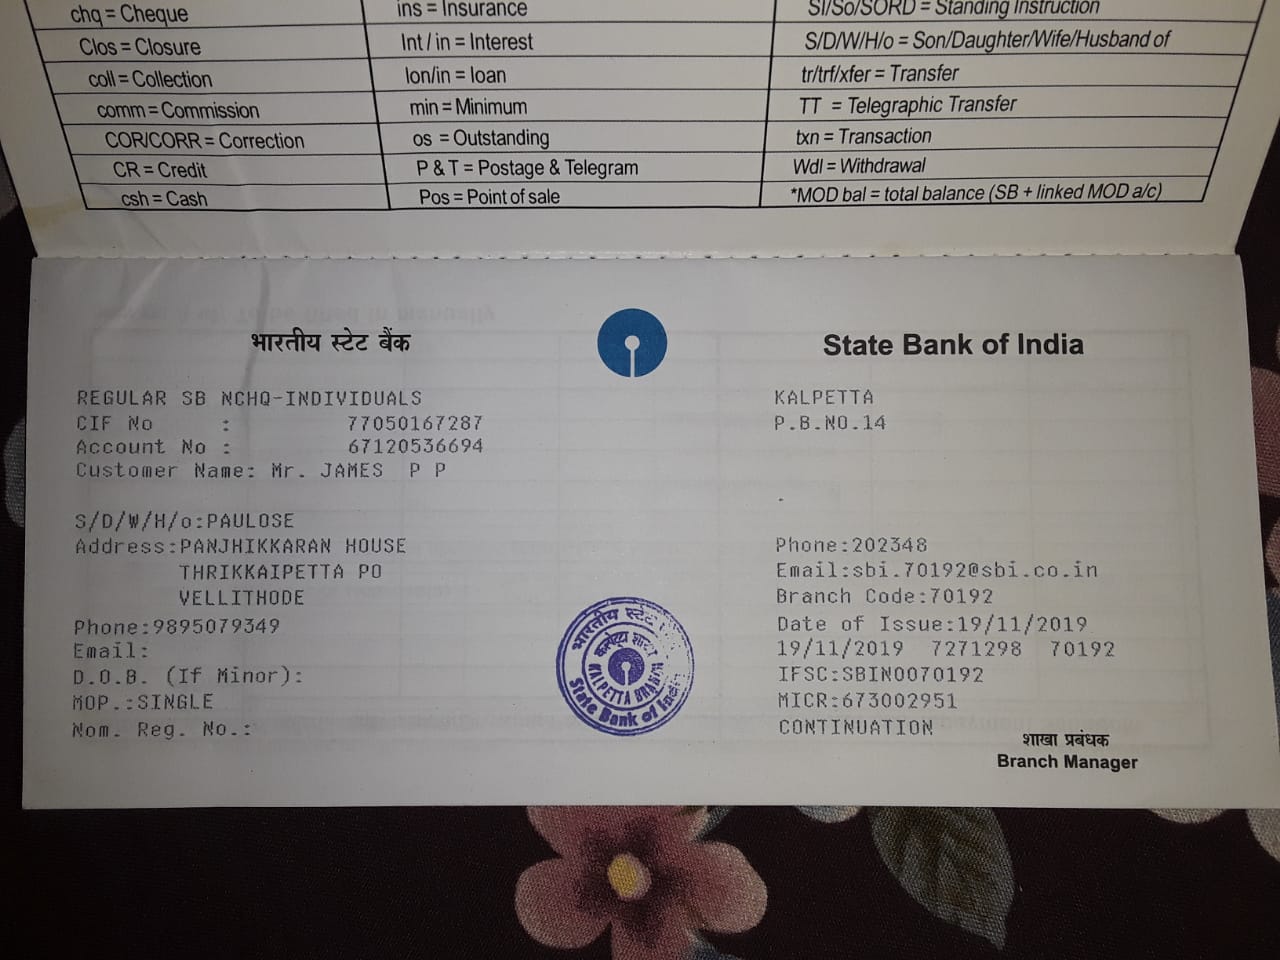 chq = Cheque
ins = Insurance
SI/So/SORD = Standing Instruction
Clos = Closure
Int / in = Interest
S/D/W/H/o = Son/Daughter/Wife/Husband of
coll = Collection
lon/in = loan
tr/trf/xfer = Transfer
comm = Commission
min = Minimum
TT = Telegraphic Transfer
COR/CORR = Correction
os = Outstanding
txn = Transaction
CR = Credit
P & T = Postage & Telegram
Wdl = Withdrawal
csh = Cash
Pos = Point of sale
*MOD bal = total balance (SB + linked MOD a/c)
भारतीय स्टेट बैंक
State Bank of India
REGULAR SB NCHQ-INDIVIDUALS
CIF No : 77050167287
Account No : 67120536694
Customer Name: Mr. JAMES P P
S/D/W/H/o:PAULOSE
Address:PANJHIKKARAN HOUSE
THRIKKAIPETTA PO
VELLITHODE
Phone:9895079349
Email:
D.O.B. (If Minor):
MOP.:SINGLE
Nom. Reg. No.:
KALPETTA
P.B.NO.14
Phone:202348
Email:sbi.70192@sbi.co.in
Branch Code:70192
Date of Issue:19/11/2019
19/11/2019 7271298 70192
IFSC:SBIN0070192
MICR:673002951
CONTINUATION
शाखा प्रबंधक
Branch Manager
भारतीय स्टेट
KALPETTA BRANCH
State Bank of India